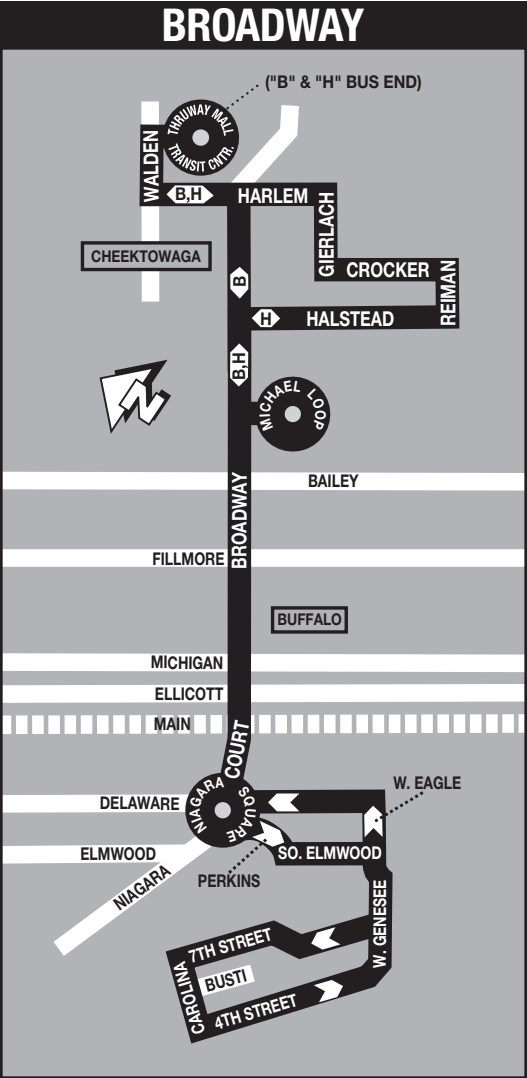 BROADWAY
("B" & "H" BUS END)
THRUWAY MALL
TRANSIT CNTR.
WALDEN
B,H
HARLEM
GIERLACH
CHEEKTOWAGA
CROCKER
REIMAN
B
H
HALSTEAD
B,H
N
MICHAEL LOOP
BAILEY
BROADWAY
FILLMORE
BUFFALO
MICHIGAN
ELLICOTT
MAIN
COURT
W. EAGLE
DELAWARE
NIAGARA
SQUARE
ELMWOOD
SO. ELMWOOD
PERKINS
NIAGARA
W. GENESEE
7TH STREET
BUSTI
CAROLINA
4TH STREET